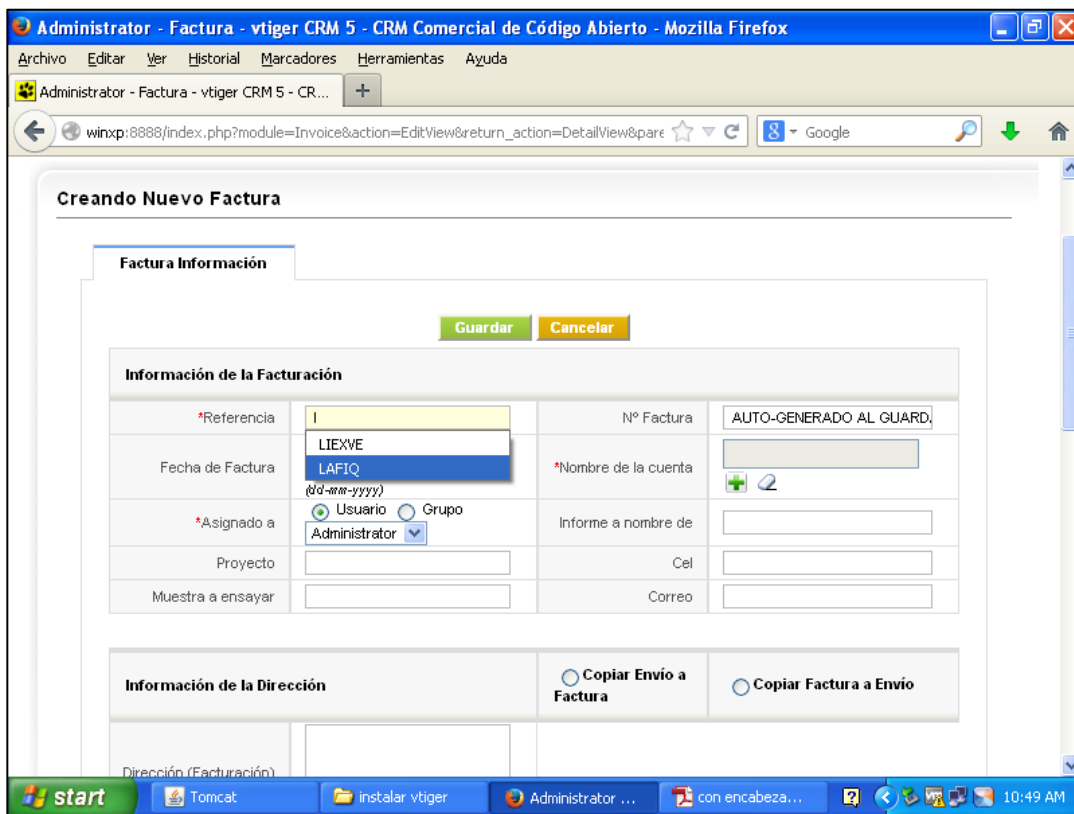 Administrator - Factura - vtiger CRM 5 - CRM Comercial de Código Abierto - Mozilla Firefox
Archivo Editar Ver Historial Marcadores Herramientas Ayuda
Administrator - Factura - vtiger CRM 5 - CR... +
winxp:8888/index.php?module=Invoice&action=EditView&return_action=DetailView&pare 8 Google
Creando Nuevo Factura
Factura Información
Guardar Cancelar
Información de la Facturación
*Referencia l Nº Factura AUTO-GENERADO AL GUARD.
LIEXVE
Fecha de Factura LAFIQ *Nombre de la cuenta
(dd-mm-yyyy)
*Asignado a Usuario Grupo Informe a nombre de
Administrator
Proyecto Cel
Muestra a ensayar Correo
Información de la Dirección Copiar Envío a Factura Copiar Factura a Envío
Dirección (Facturación)
start Tomcat instalar vtiger Administrator ... con encabeza... 10:49 AM